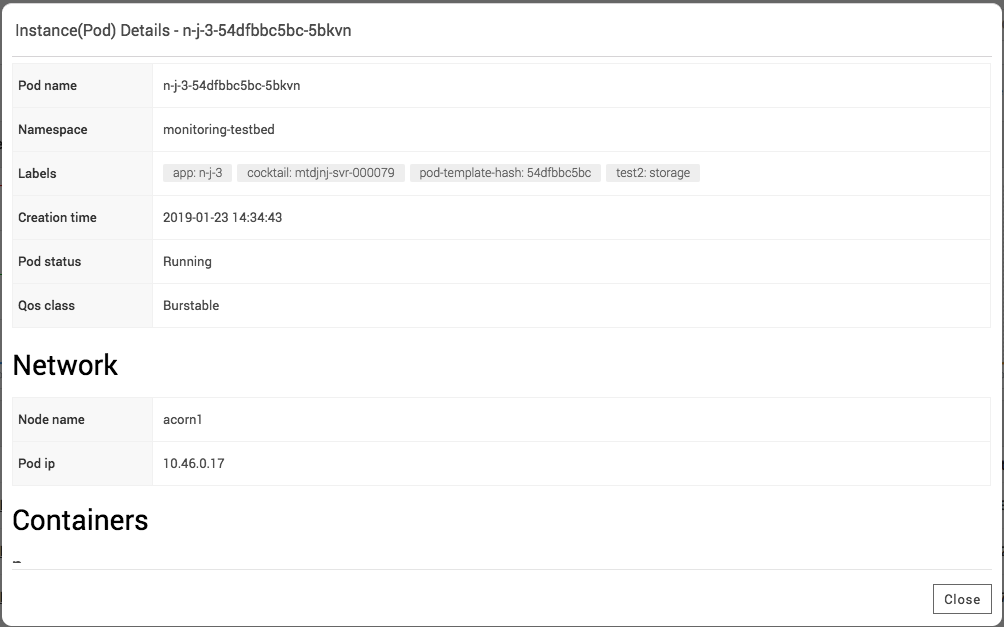 Instance(Pod) Details - n-j-3-54dfbbc5bc-5bkvn
Pod name n-j-3-54dfbbc5bc-5bkvn
Namespace monitoring-testbed
Labels app: n-j-3 cocktail: mtdjnj-svr-000079 pod-template-hash: 54dfbbc5bc test2: storage
Creation time 2019-01-23 14:34:43
Pod status Running
Qos class Burstable
Network
Node name acorn1
Pod ip 10.46.0.17
Containers
Close